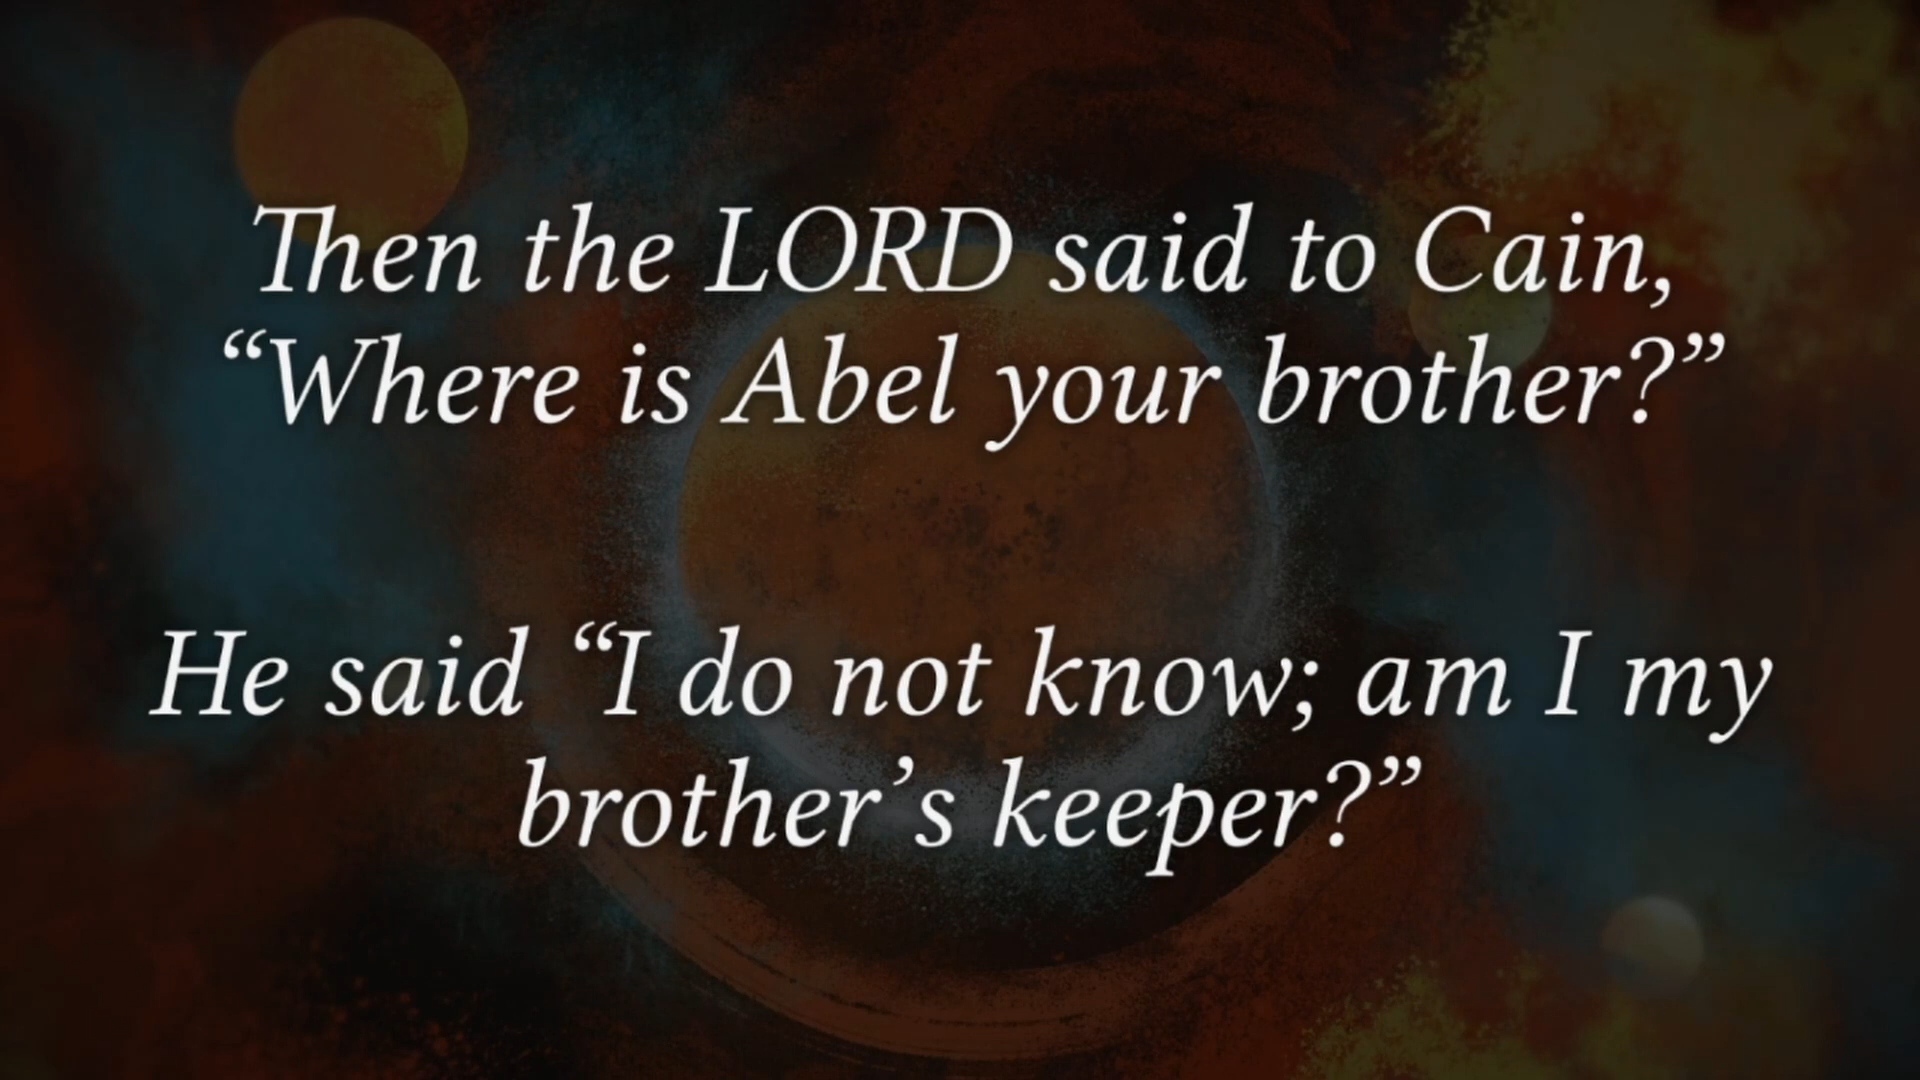 Then the LORD said to Cain,
“Where is Abel your brother?”
He said “I do not know; am I my
brother’s keeper?”